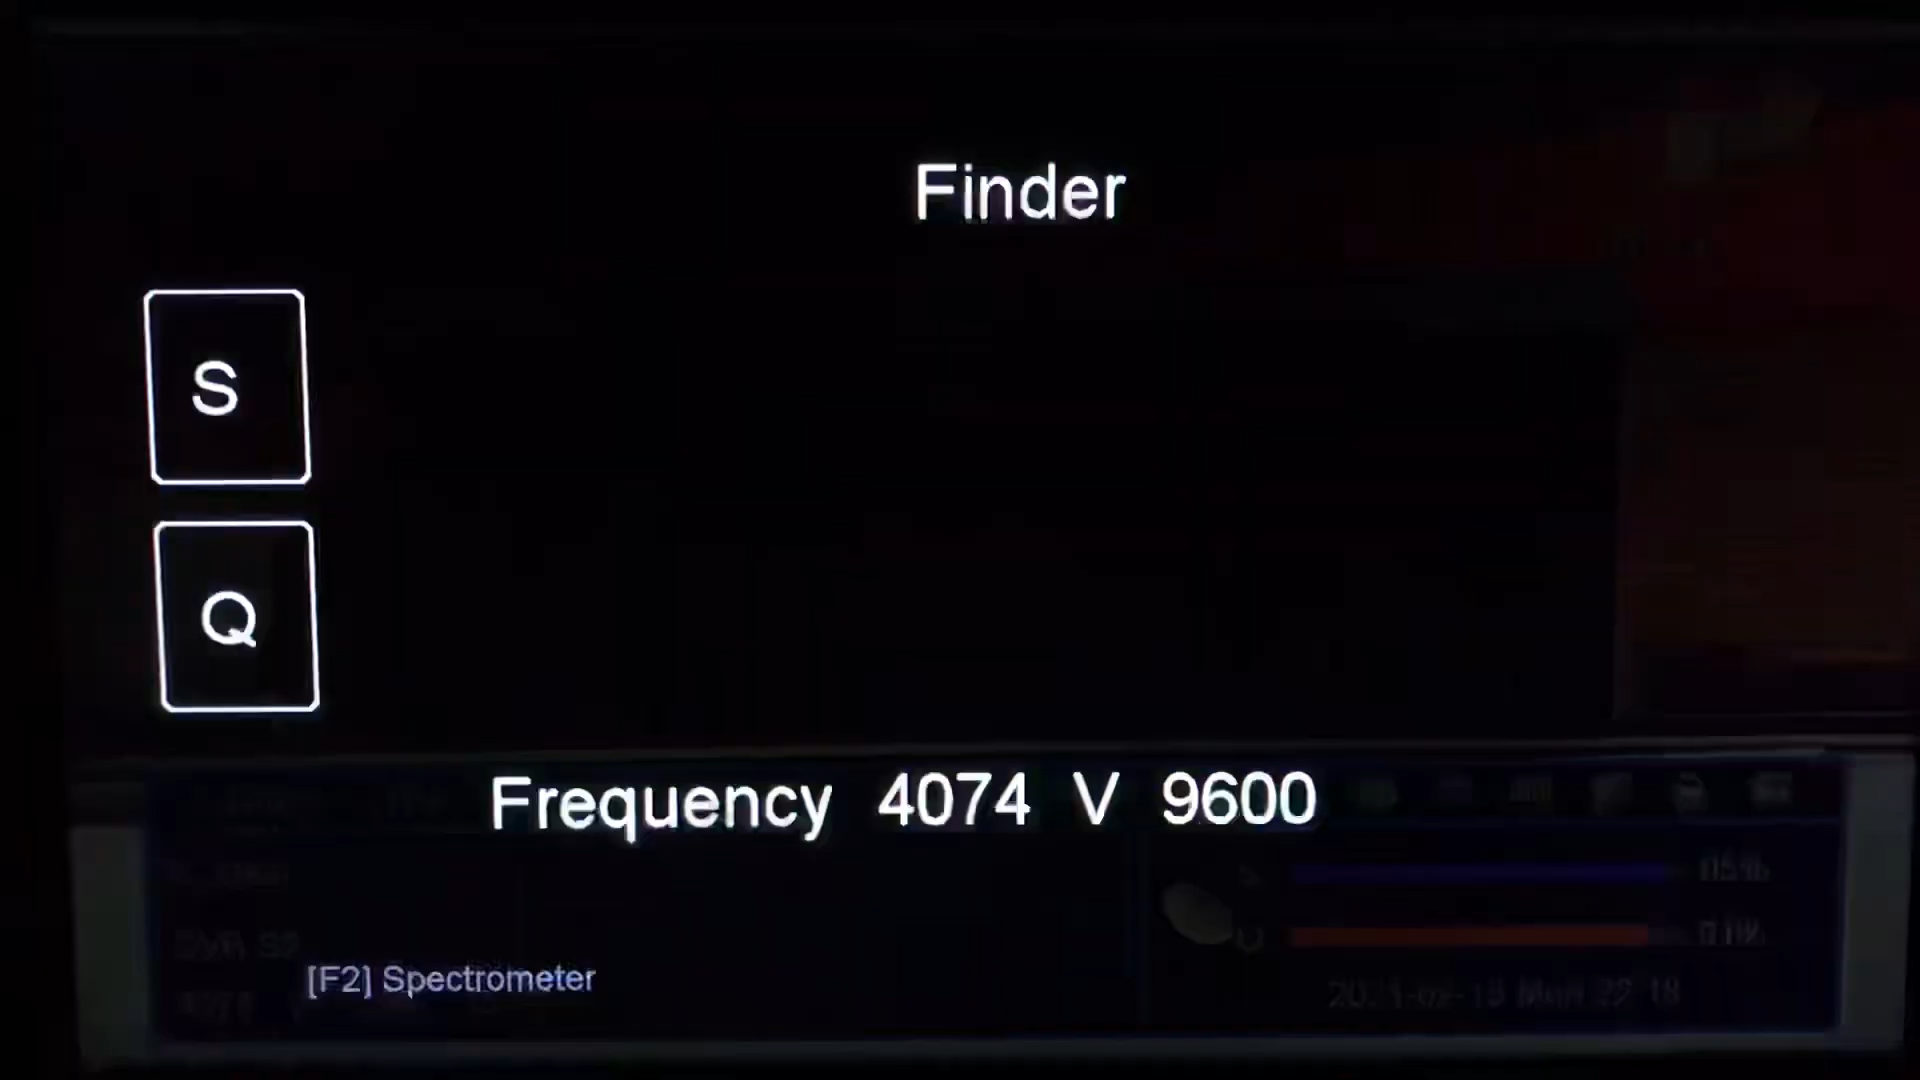 Finder
S
Q
Frequency 4074 V 9600
[F2] Spectrometer